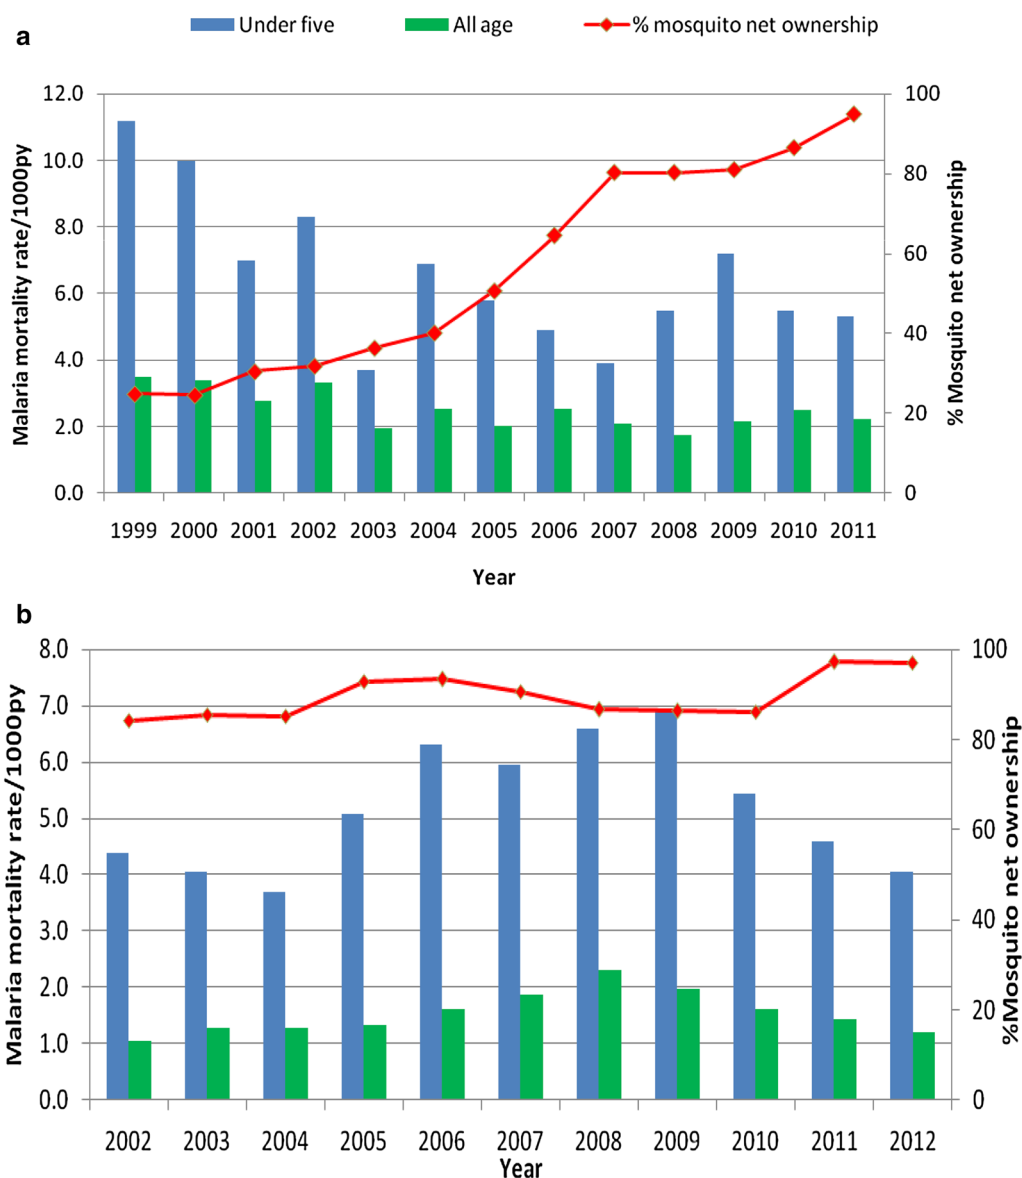 a
Under five All age % mosquito net ownership
Malaria mortality rate/1000py
12.0
10.0
8.0
6.0
4.0
2.0
0.0
100
80
60
40
20
0
% Mosquito net ownership
1999 2000 2001 2002 2003 2004 2005 2006 2007 2008 2009 2010 2011
Year
b
Malaria mortality rate/1000py
8.0
7.0
6.0
5.0
4.0
3.0
2.0
1.0
0.0
100
80
60
40
20
0
%Mosquito net ownership
2002 2003 2004 2005 2006 2007 2008 2009 2010 2011 2012
Year